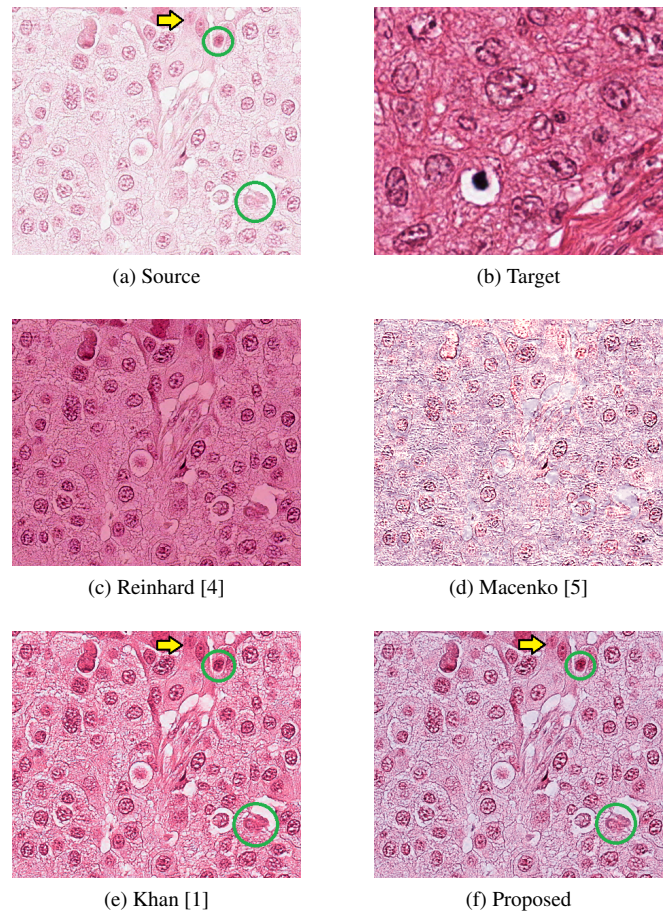 (a) Source
(b) Target
(c) Reinhard [4]
(d) Macenko [5]
(e) Khan [1]
(f) Proposed